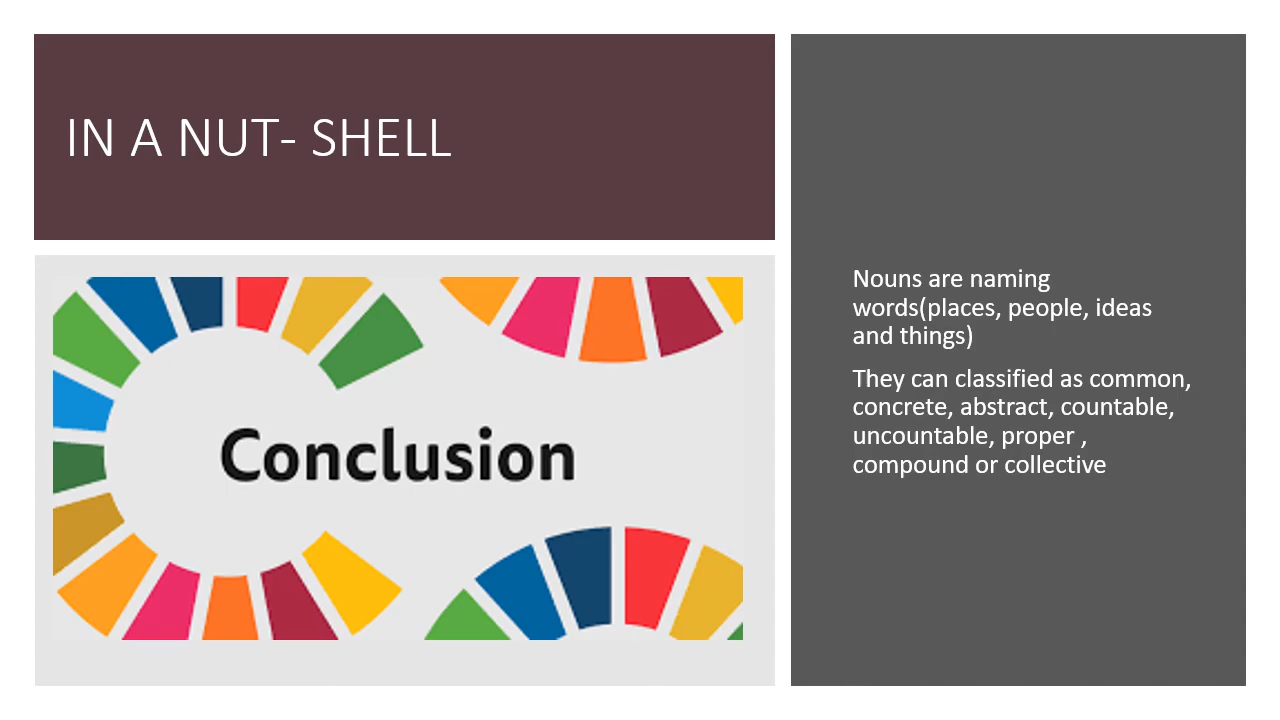 IN A NUT- SHELL
Conclusion
Nouns are naming
words(places, people, ideas
and things)
They can classified as common,
concrete, abstract, countable,
uncountable, proper ,
compound or collective